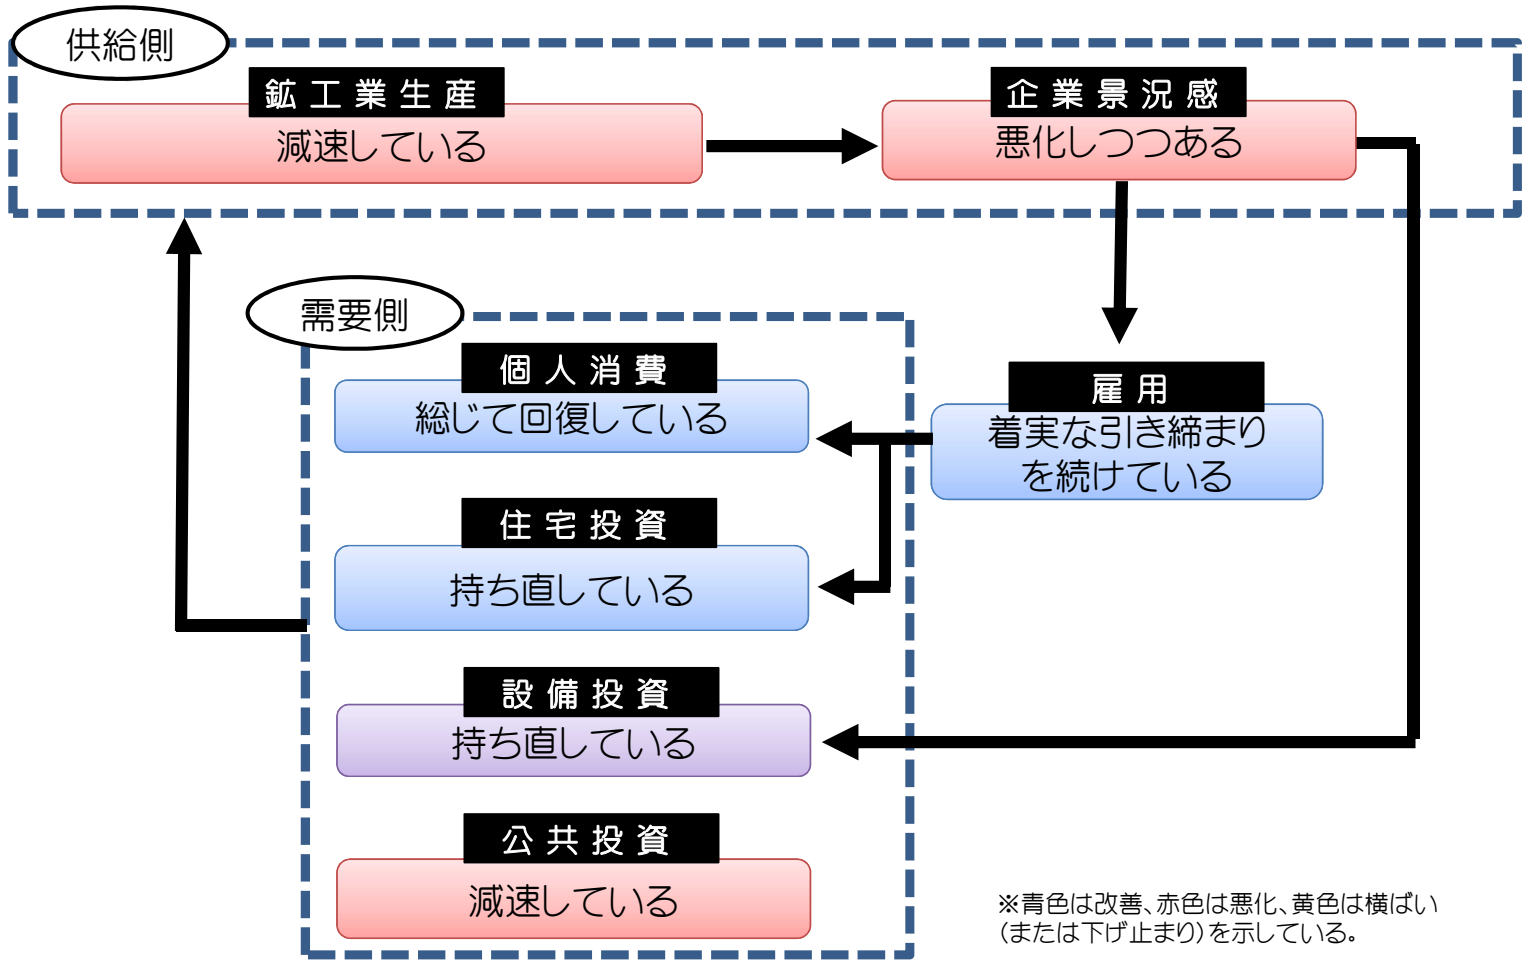 供給側
鉱工業生産
減速している
企業景況感
悪化しつつある
需要側
個人消費
総じて回復している
雇用
着実な引き締まり
を続けている
住宅投資
持ち直している
設備投資
持ち直している
公共投資
減速している
※青色は改善、赤色は悪化、黄色は横ばい
(または下げ止まり)を示している。